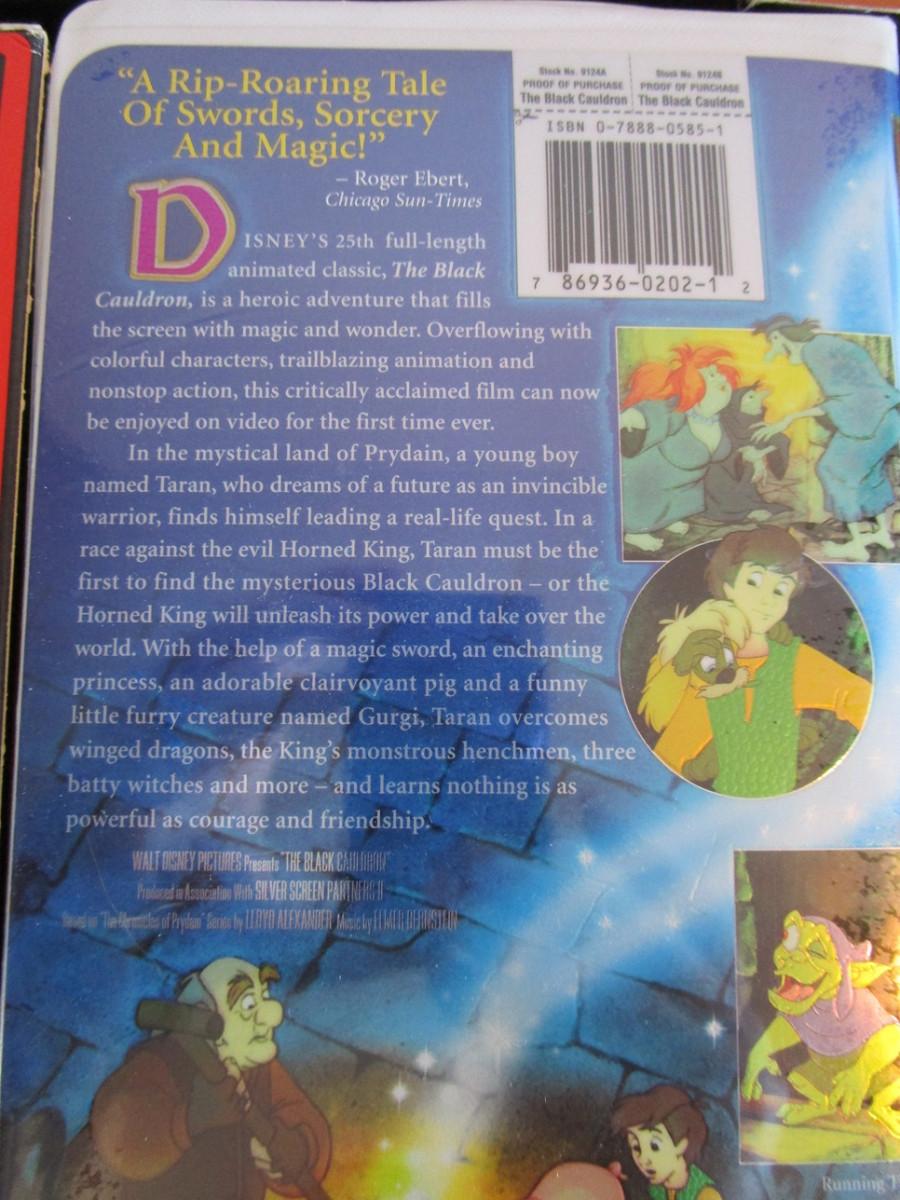 "A Rip-Roaring Tale
Of Swords, Sorcery
And Magic!"
– Roger Ebert,
Chicago Sun-Times
Stock No. 9124A
PROOF OF PURCHASE
The Black Cauldron
Stock No. 9124B
PROOF OF PURCHASE
The Black Cauldron
ISBN 0-7888-0585-1
7 86936-0202-1 2
DISNEY'S 25th full-length
animated classic, The Black
Cauldron, is a heroic adventure that fills
the screen with magic and wonder. Overflowing with
colorful characters, trailblazing animation and
nonstop action, this critically acclaimed film can now
be enjoyed on video for the first time ever.
In the mystical land of Prydain, a young boy
named Taran, who dreams of a future as an invincible
warrior, finds himself leading a real-life quest. In a
race against the evil Horned King, Taran must be the
first to find the mysterious Black Cauldron – or the
Horned King will unleash its power and take over the
world. With the help of a magic sword, an enchanting
princess, an adorable clairvoyant pig and a funny
little furry creature named Gurgi, Taran overcomes
winged dragons, the King's monstrous henchmen, three
batty witches and more – and learns nothing is as
powerful as courage and friendship.
WALT DISNEY PICTURES Presents "THE BLACK CAULDRON"
Produced in Association With SILVER SCREEN PARTNERS II
Based on "The Chronicles of Prydain" Series by LLOYD ALEXANDER Music by ELMER BERNSTEIN
Running